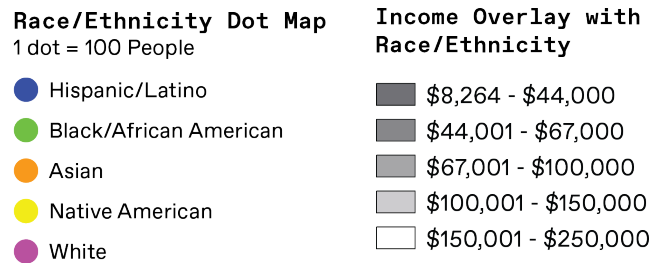 Race/Ethnicity Dot Map
1 dot = 100 People
Hispanic/Latino
Black/African American
Asian
Native American
White
Income Overlay with
Race/Ethnicity
$8,264 - $44,000
$44,001 - $67,000
$67,001 - $100,000
$100,001 - $150,000
$150,001 - $250,000